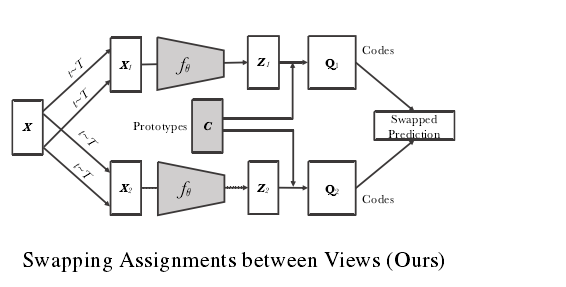 X
t~T
t~T
t~T
t~T
X1
fθ
Z1
Q1
Codes
Prototypes
C
Swapped
Prediction
X2
fθ
Z2
Q2
Codes
Swapping Assignments between Views (Ours)